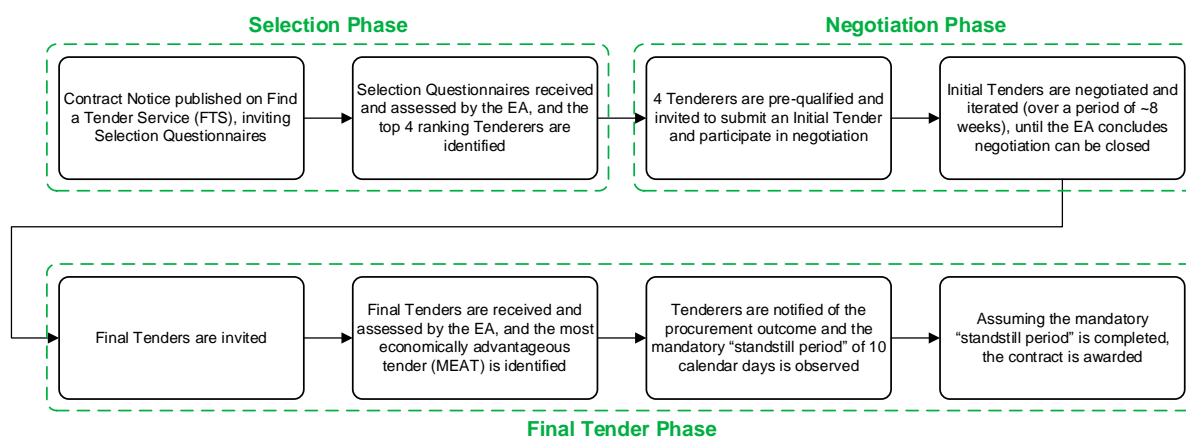 Selection Phase
Negotiation Phase
Contract Notice published on Find
a Tender Service (FTS), inviting
Selection Questionnaires
Selection Questionnaires received
and assessed by the EA, and the
top 4 ranking Tenderers are
identified
4 Tenderers are pre-qualified and
invited to submit an Initial Tender
and participate in negotiation
Initial Tenders are negotiated and
iterated (over a period of ~8
weeks), until the EA concludes
negotiation can be closed
Final Tenders are invited
Final Tenders are received and
assessed by the EA, and the most
economically advantageous
tender (MEAT) is identified
Tenderers are notified of the
procurement outcome and the
mandatory “standstill period” of 10
calendar days is observed
Assuming the mandatory
“standstill period” is completed,
the contract is awarded
Final Tender Phase